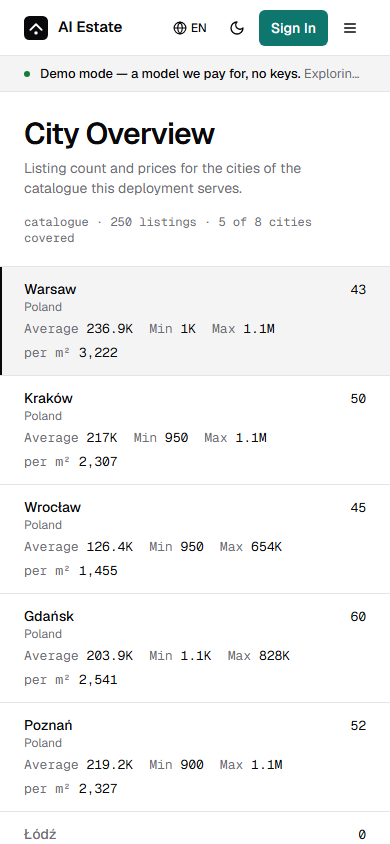 AI Estate
EN
Sign In
Demo mode — a model we pay for, no keys. Explorin…
City Overview
Listing count and prices for the cities of the
catalogue this deployment serves.
catalogue · 250 listings · 5 of 8 cities
covered
Warsaw 43
Poland
Average 236.9K Min 1K Max 1.1M
per m² 3,222
Kraków 50
Poland
Average 217K Min 950 Max 1.1M
per m² 2,307
Wrocław 45
Poland
Average 126.4K Min 950 Max 654K
per m² 1,455
Gdańsk 60
Poland
Average 203.9K Min 1.1K Max 828K
per m² 2,541
Poznań 52
Poland
Average 219.2K Min 900 Max 1.1M
per m² 2,327
Łódź 0